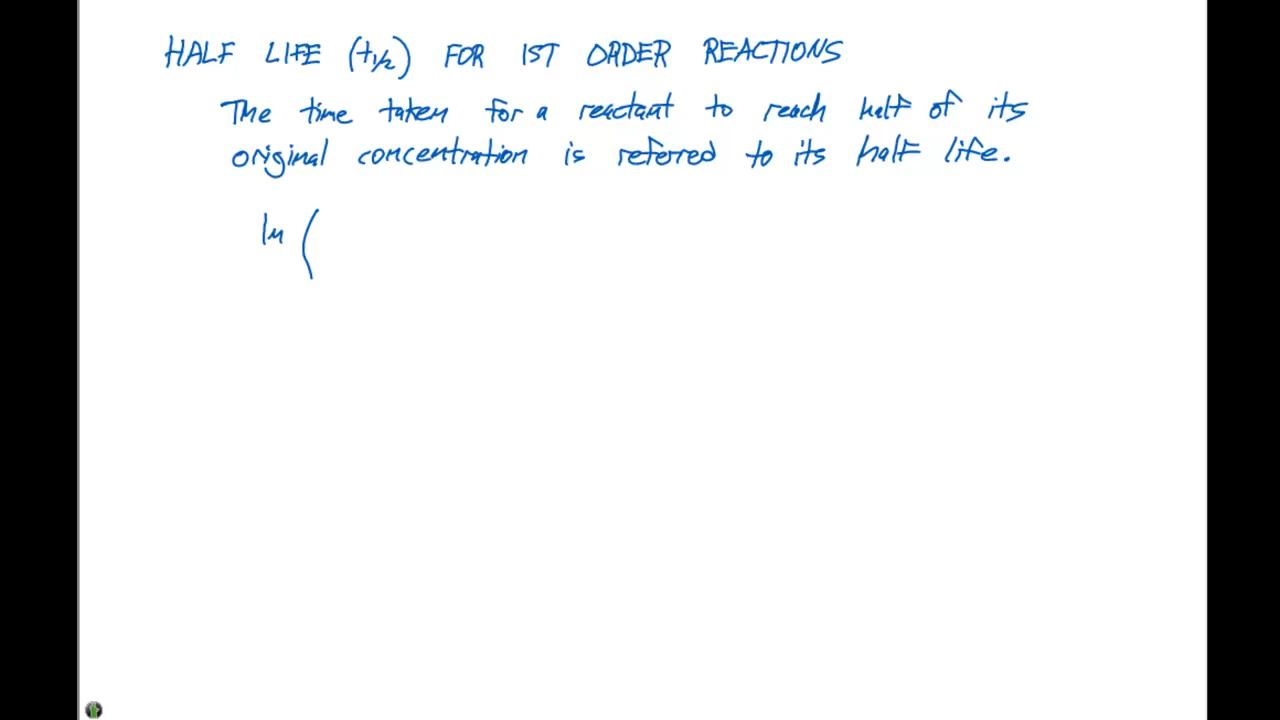 HALF LIFE (t1/2) FOR 1ST ORDER REACTIONS
The time taken for a reactant to reach half of its
original concentration is referred to its half life.
ln (